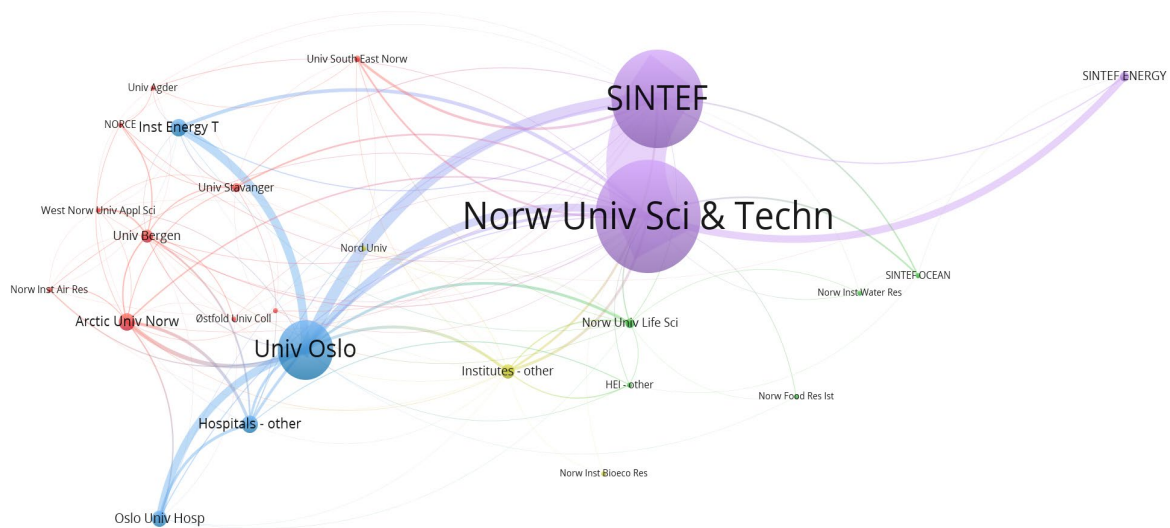 Univ South East Norw
SINTEF
SINTEF ENERGY
Univ Agder
NORCE
Inst Energy T
Univ Stavanger
West Norw Univ Appl Sci
Norw Univ Sci & Techn
Univ Bergen
Nord Univ
SINTEF OCEAN
Norw Inst Air Res
Norw Inst Water Res
Arctic Univ Norw
Østfold Univ Coll
Norw Univ Life Sci
Univ Oslo
Institutes - other
HEI - other
Norw Food Res Ist
Hospitals - other
Norw Inst Bioeco Res
Oslo Univ Hosp